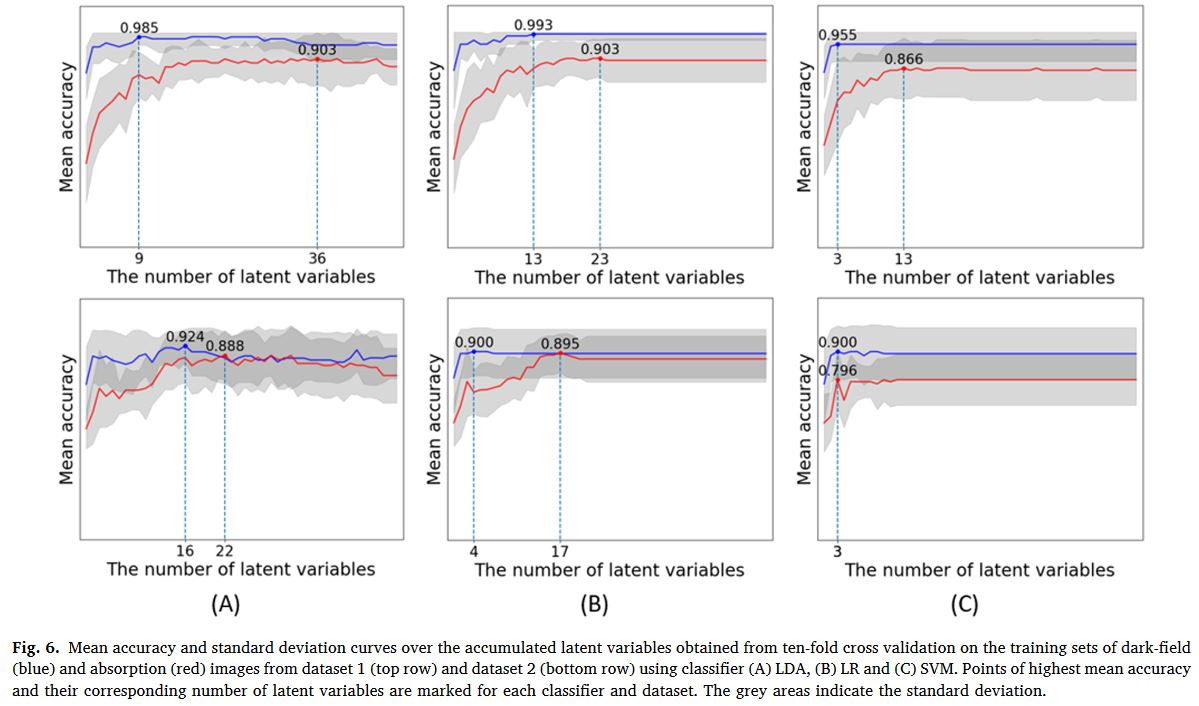 0.985
0.903
Mean accuracy
9
36
The number of latent variables
0.993
0.903
Mean accuracy
13
23
The number of latent variables
0.955
0.866
Mean accuracy
3
13
The number of latent variables
0.924
0.888
Mean accuracy
16
22
The number of latent variables
(A)
0.900
0.895
Mean accuracy
4
17
The number of latent variables
(B)
0.900
0.796
Mean accuracy
3
The number of latent variables
(C)
Fig. 6. Mean accuracy and standard deviation curves over the accumulated latent variables obtained from ten-fold cross validation on the training sets of dark-field
(blue) and absorption (red) images from dataset 1 (top row) and dataset 2 (bottom row) using classifier (A) LDA, (B) LR and (C) SVM. Points of highest mean accuracy
and their corresponding number of latent variables are marked for each classifier and dataset. The grey areas indicate the standard deviation.